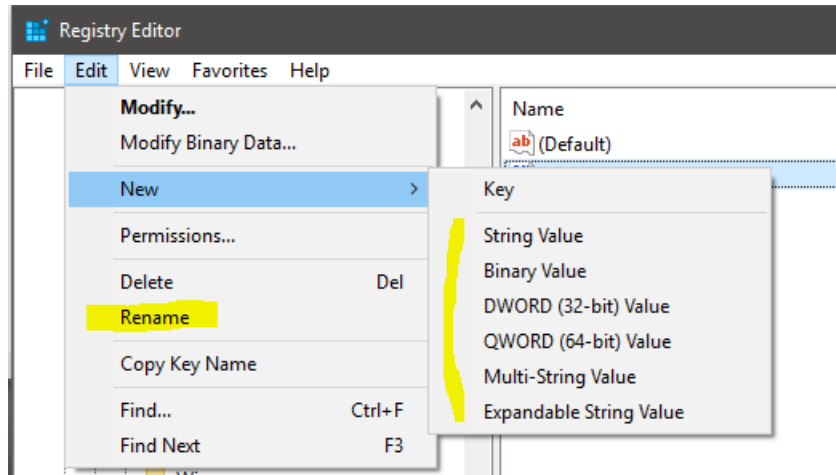 Registry Editor
File Edit View Favorites Help
Modify...
Modify Binary Data...
New
Permissions...
Delete Del
Rename
Copy Key Name
Find... Ctrl+F
Find Next F3
Name
ab (Default)
Key
String Value
Binary Value
DWORD (32-bit) Value
QWORD (64-bit) Value
Multi-String Value
Expandable String Value